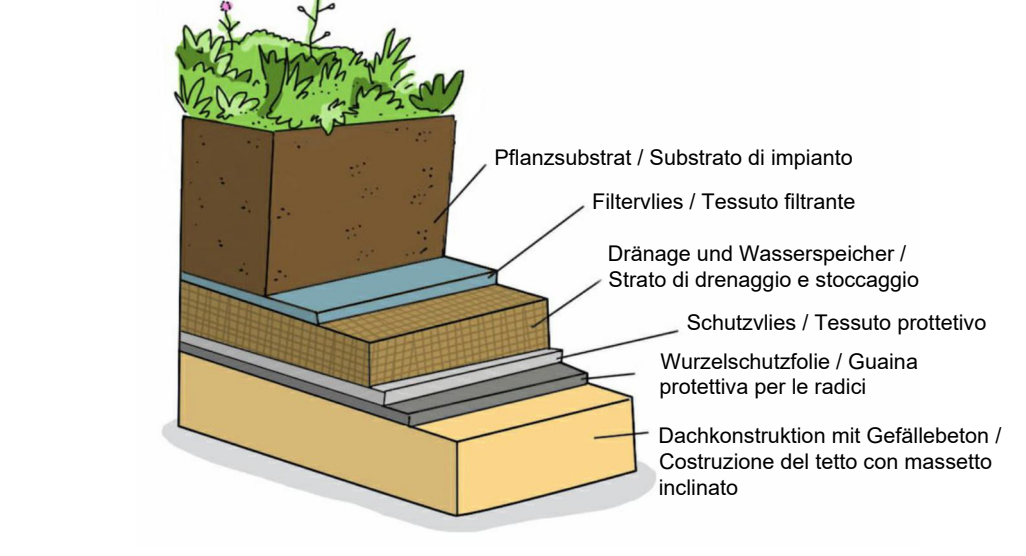 Pflanzsubstrat / Substrato di impianto
Filtervlies / Tessuto filtrante
Dränage und Wasserspeicher /
Strato di drenaggio e stoccaggio
Schutzvlies / Tessuto prottetivo
Wurzelschutzfolie / Guaina
protettiva per le radici
Dachkonstruktion mit Gefällebeton /
Costruzione del tetto con massetto
inclinato